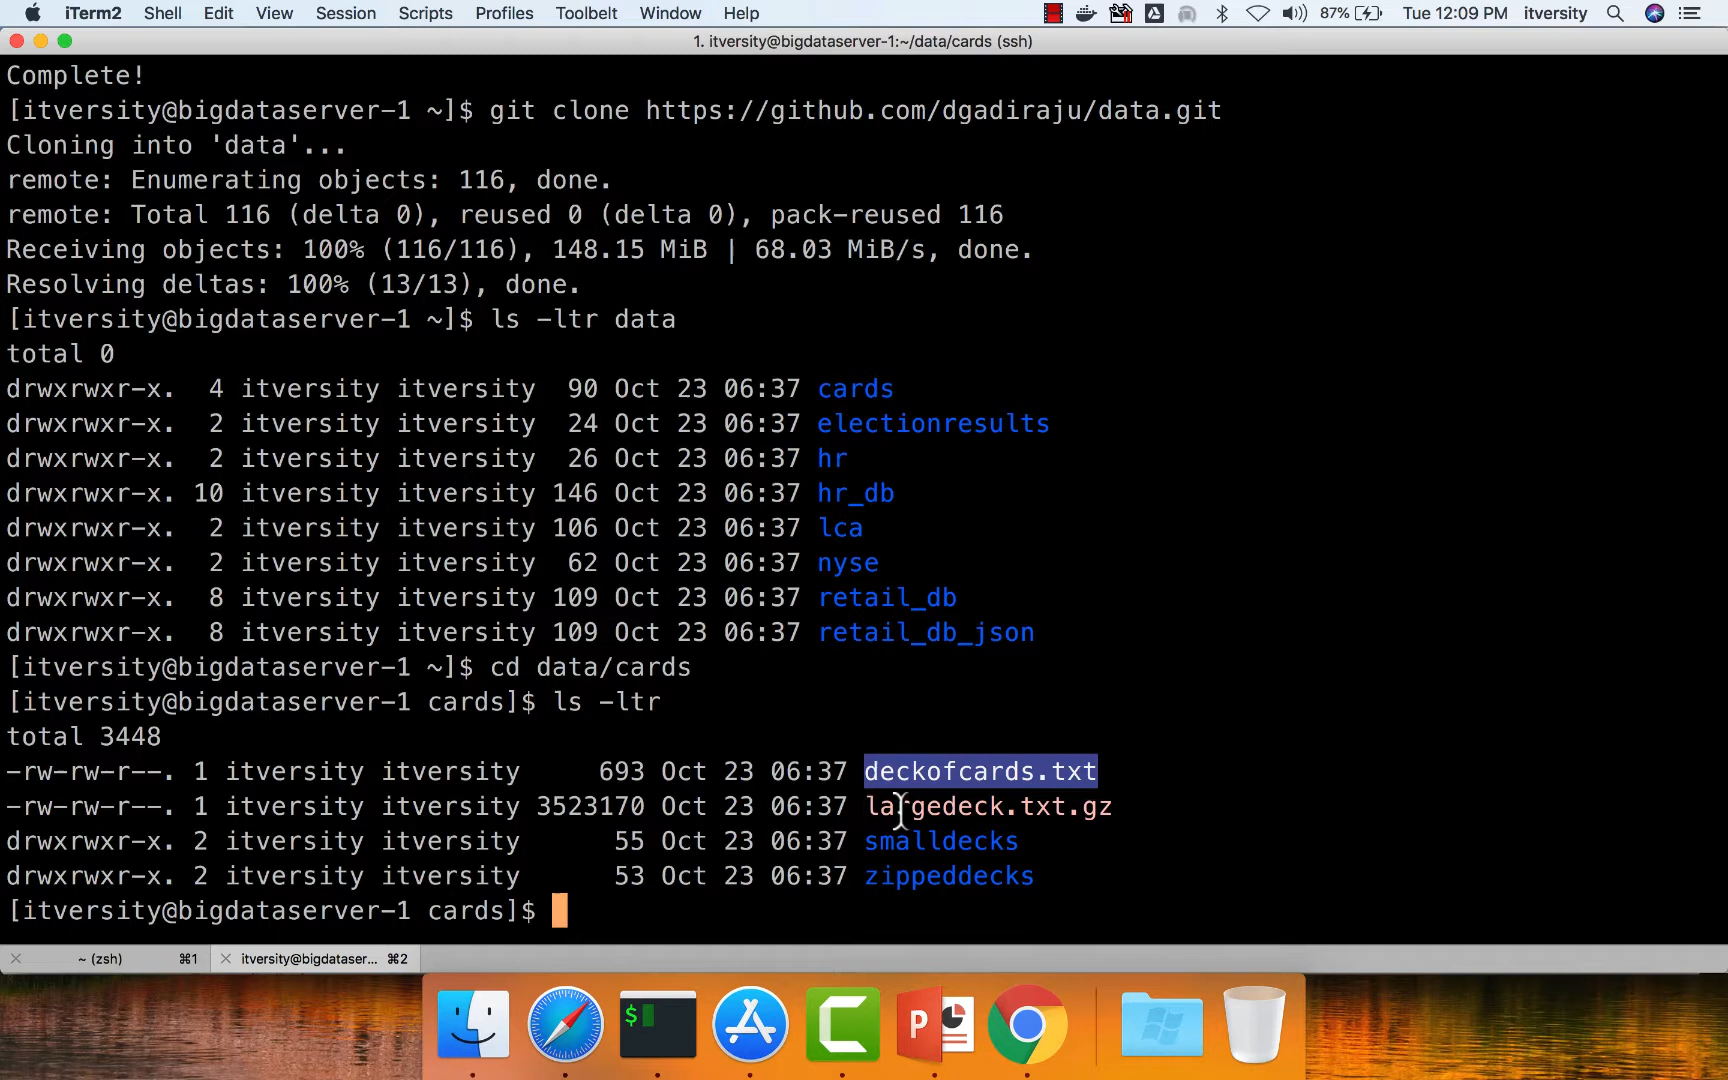 iTerm2 Shell Edit View Session Scripts Profiles Toolbelt Window Help 87% Tue 12:09 PM itversity
1. itversity@bigdataserver-1:~/data/cards (ssh)
Complete!
[itversity@bigdataserver-1 ~]$ git clone https://github.com/dgadiraju/data.git
Cloning into 'data'...
remote: Enumerating objects: 116, done.
remote: Total 116 (delta 0), reused 0 (delta 0), pack-reused 116
Receiving objects: 100% (116/116), 148.15 MiB | 68.03 MiB/s, done.
Resolving deltas: 100% (13/13), done.
[itversity@bigdataserver-1 ~]$ ls -ltr data
total 0
drwxrwxr-x. 4 itversity itversity 90 Oct 23 06:37 cards
drwxrwxr-x. 2 itversity itversity 24 Oct 23 06:37 electionresults
drwxrwxr-x. 2 itversity itversity 26 Oct 23 06:37 hr
drwxrwxr-x. 10 itversity itversity 146 Oct 23 06:37 hr_db
drwxrwxr-x. 2 itversity itversity 106 Oct 23 06:37 lca
drwxrwxr-x. 2 itversity itversity 62 Oct 23 06:37 nyse
drwxrwxr-x. 8 itversity itversity 109 Oct 23 06:37 retail_db
drwxrwxr-x. 8 itversity itversity 109 Oct 23 06:37 retail_db_json
[itversity@bigdataserver-1 ~]$ cd data/cards
[itversity@bigdataserver-1 cards]$ ls -ltr
total 3448
-rw-rw-r--. 1 itversity itversity 693 Oct 23 06:37 deckofcards.txt
-rw-rw-r--. 1 itversity itversity 3523170 Oct 23 06:37 largedeck.txt.gz
drwxrwxr-x. 2 itversity itversity 55 Oct 23 06:37 smalldecks
drwxrwxr-x. 2 itversity itversity 53 Oct 23 06:37 zippeddecks
[itversity@bigdataserver-1 cards]$
~ (zsh) ⌘1 itversity@bigdataser... ⌘2
$ P